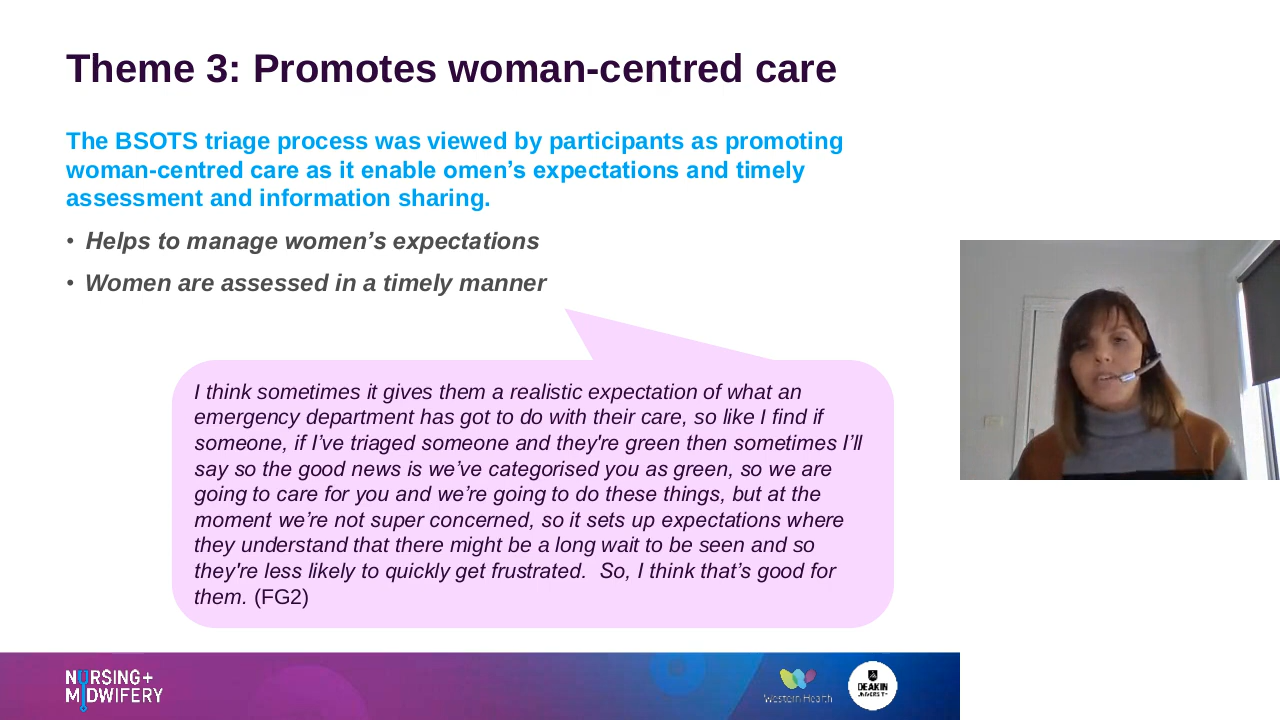 Theme 3: Promotes woman-centred care
The BSOTS triage process was viewed by participants as promoting
woman-centred care as it enable omen’s expectations and timely
assessment and information sharing.
• Helps to manage women’s expectations
• Women are assessed in a timely manner
I think sometimes it gives them a realistic expectation of what an
emergency department has got to do with their care, so like I find if
someone, if I’ve triaged someone and they're green then sometimes I’ll
say so the good news is we’ve categorised you as green, so we are
going to care for you and we’re going to do these things, but at the
moment we’re not super concerned, so it sets up expectations where
they understand that there might be a long wait to be seen and so
they're less likely to quickly get frustrated.  So, I think that’s good for
them. (FG2)
NURSING+
MIDWIFERY
Western Health
DEAKIN
UNIVERSITY